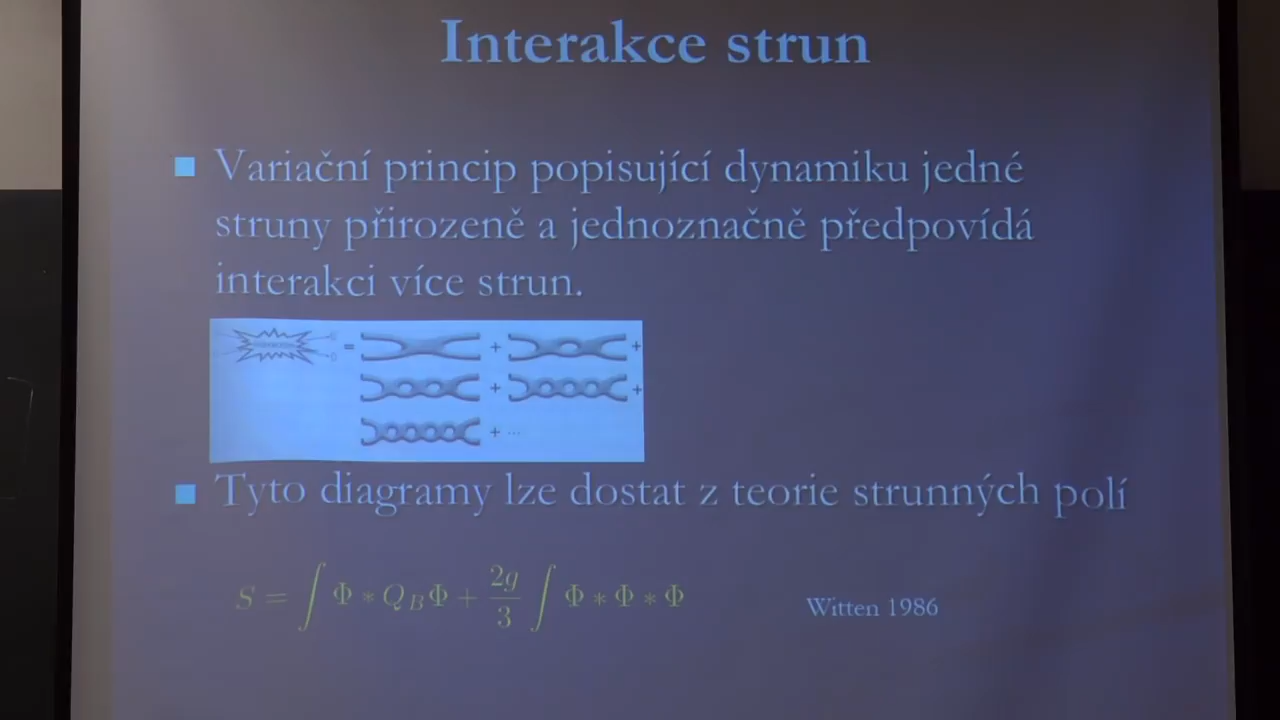 Interakce strun
Variační princip popisující dynamiku jedné
struny přirozeně a jednoznačně předpovídá
interakci více strun.
= + +
+ +
+ ...
Tyto diagramy lze dostat z teorie strunných polí
S = ∫ Φ * Q_B Φ + 2g/3 ∫ Φ * Φ * Φ
Witten 1986